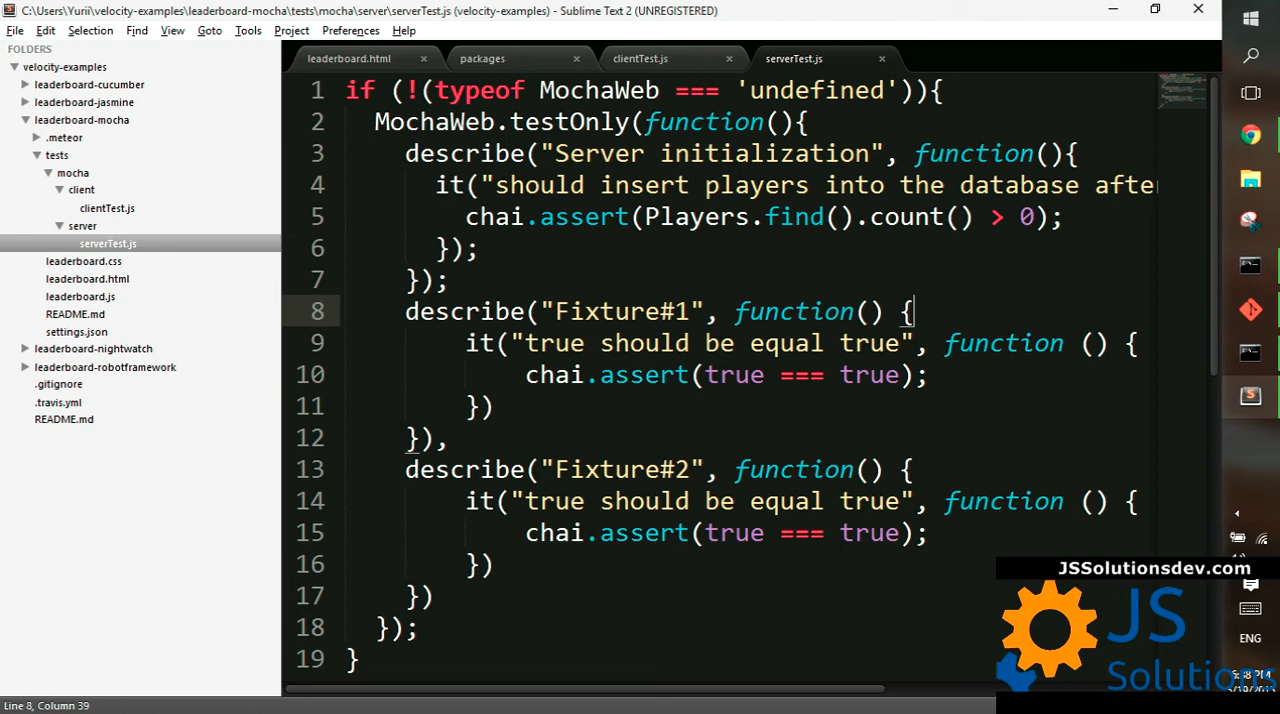 C:\Users\Yurii\velocity-examples\leaderboard-mocha\tests\mocha\server\serverTest.js (velocity-examples) - Sublime Text 2 (UNREGISTERED)
File Edit Selection Find View Goto Tools Project Preferences Help
FOLDERS
velocity-examples
leaderboard-cucumber
leaderboard-jasmine
leaderboard-mocha
.meteor
tests
mocha
client
clientTest.js
server
serverTest.js
leaderboard.css
leaderboard.html
leaderboard.js
README.md
settings.json
leaderboard-nightwatch
leaderboard-robotframework
.gitignore
.travis.yml
README.md
leaderboard.html packages clientTest.js serverTest.js
1 if (!(typeof MochaWeb === 'undefined')){
2 MochaWeb.testOnly(function(){
3 describe("Server initialization", function(){
4 it("should insert players into the database after
5 chai.assert(Players.find().count() > 0);
6 });
7 });
8 describe("Fixture#1", function() {
9 it("true should be equal true", function () {
10 chai.assert(true === true);
11 })
12 }),
13 describe("Fixture#2", function() {
14 it("true should be equal true", function () {
15 chai.assert(true === true);
16 })
17 })
18 });
19 }
Line 8, Column 39
JSSolutionsdev.com
JS
Solutions
ENG